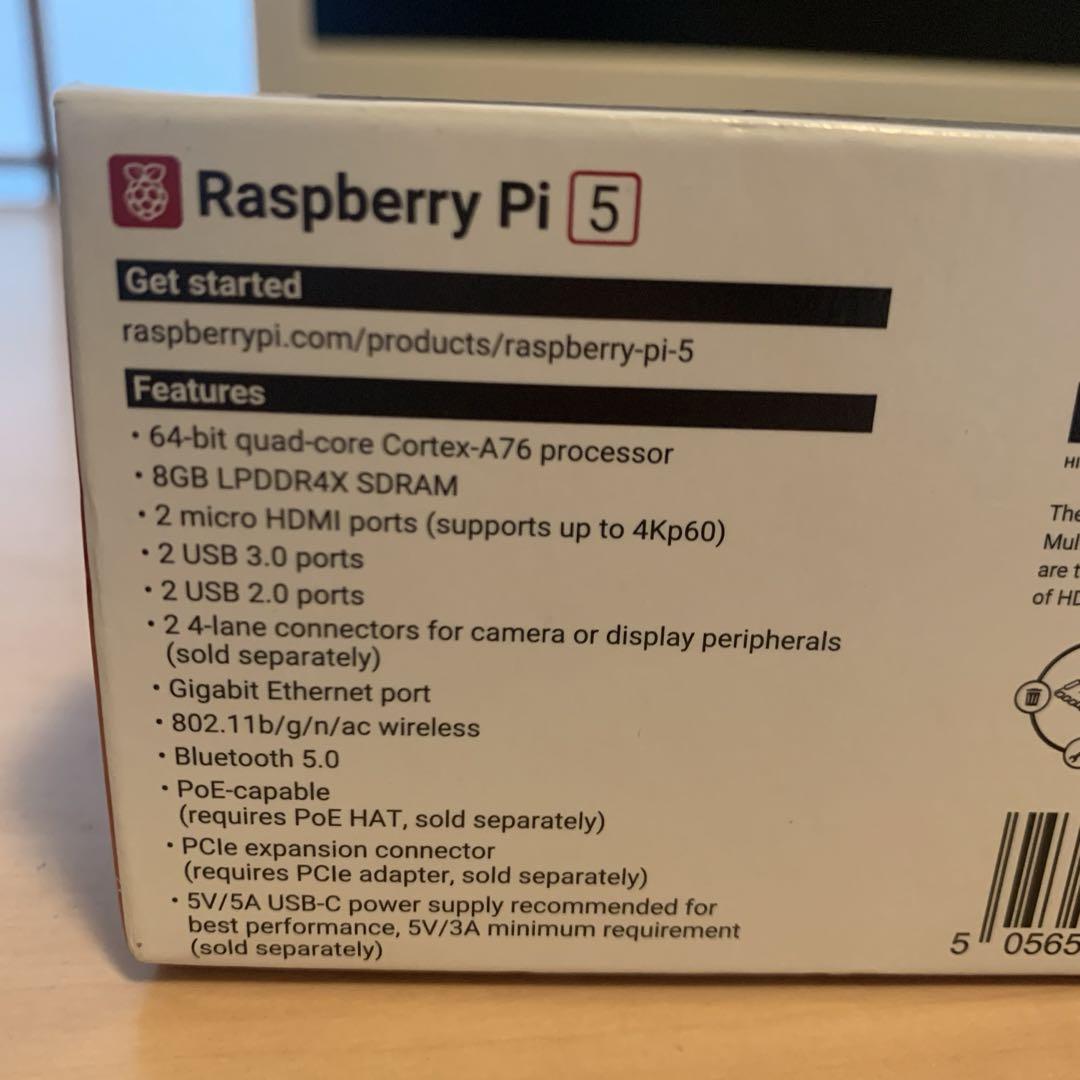 Raspberry Pi 5
Get started
raspberrypi.com/products/raspberry-pi-5
Features
• 64-bit quad-core Cortex-A76 processor
• 8GB LPDDR4X SDRAM
• 2 micro HDMI ports (supports up to 4Kp60)
• 2 USB 3.0 ports
• 2 USB 2.0 ports
• 2 4-lane connectors for camera or display peripherals
(sold separately)
• Gigabit Ethernet port
• 802.11b/g/n/ac wireless
• Bluetooth 5.0
• PoE-capable
(requires PoE HAT, sold separately)
• PCIe expansion connector
(requires PCIe adapter, sold separately)
• 5V/5A USB-C power supply recommended for
best performance, 5V/3A minimum requirement
(sold separately)
The
are
of
5 0565